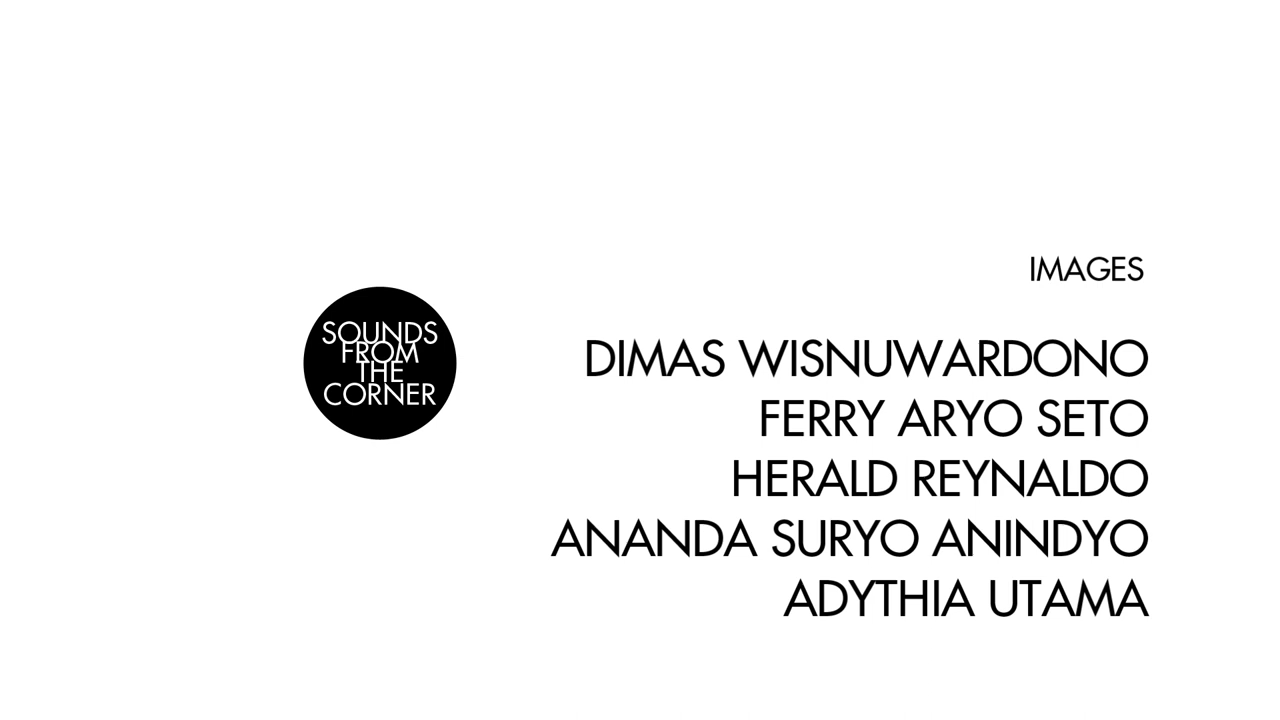 SOUNDS
FROM
THE
CORNER
IMAGES
DIMAS WISNUWARDONO
FERRY ARYO SETO
HERALD REYNALDO
ANANDA SURYO ANINDYO
ADYTHIA UTAMA